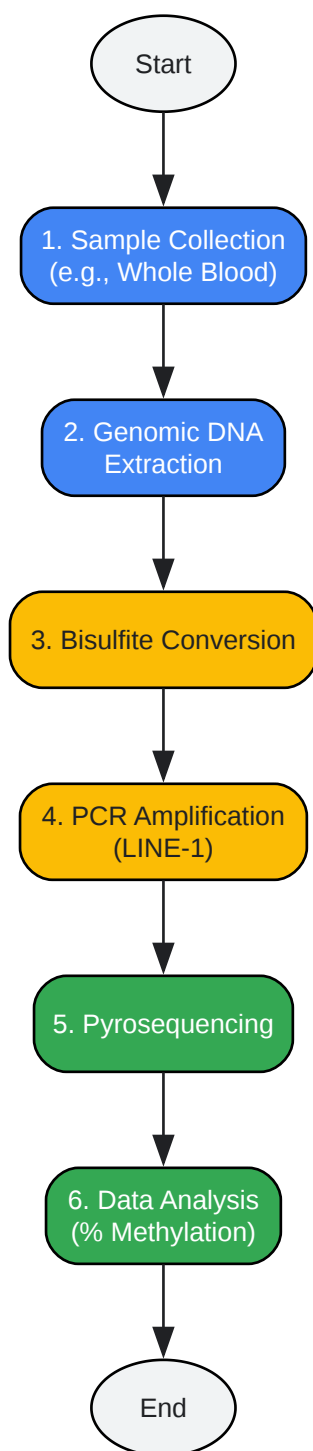 Start
1. Sample Collection
(e.g., Whole Blood)
2. Genomic DNA
Extraction
3. Bisulfite Conversion
4. PCR Amplification
(LINE-1)
5. Pyrosequencing
6. Data Analysis
(% Methylation)
End